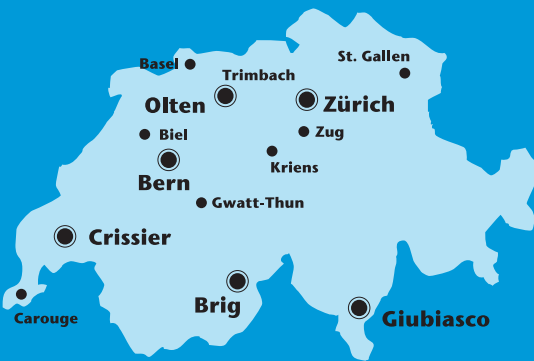 St. Gallen
Basel
Trimbach
Olten
Zürich
Biel
Zug
Kriens
Bern
Gwatt-Thun
Crissier
Brig
Carouge
Giubiasco